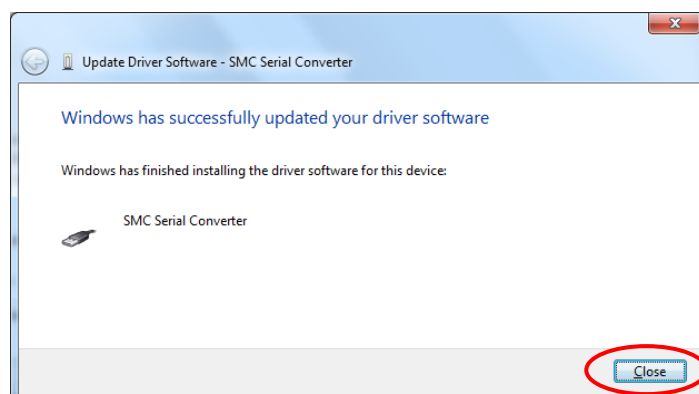 Update Driver Software - SMC Serial Converter
Windows has successfully updated your driver software
Windows has finished installing the driver software for this device:
SMC Serial Converter
Close